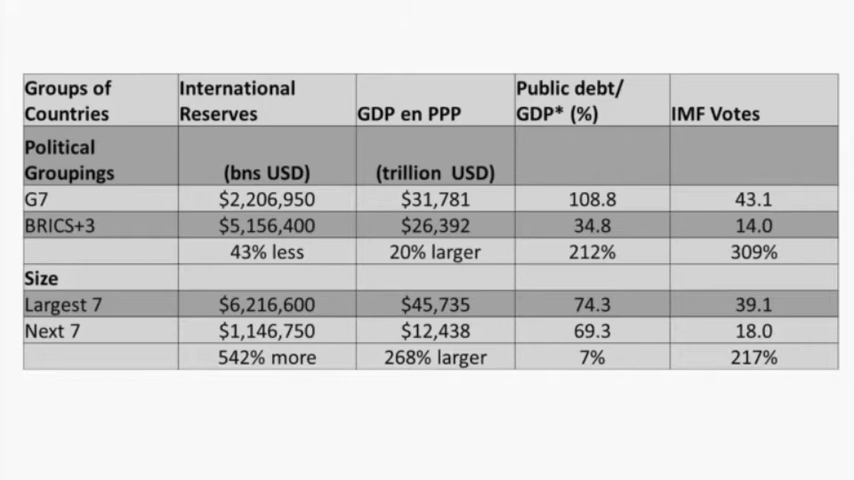 Groups of Countries International Reserves GDP en PPP Public debt/ GDP* (%) IMF Votes
Political Groupings (bns USD) (trillion USD)
G7 $2,206,950 $31,781 108.8 43.1
BRICS+3 $5,156,400 $26,392 34.8 14.0
43% less 20% larger 212% 309%
Size
Largest 7 $6,216,600 $45,735 74.3 39.1
Next 7 $1,146,750 $12,438 69.3 18.0
542% more 268% larger 7% 217%